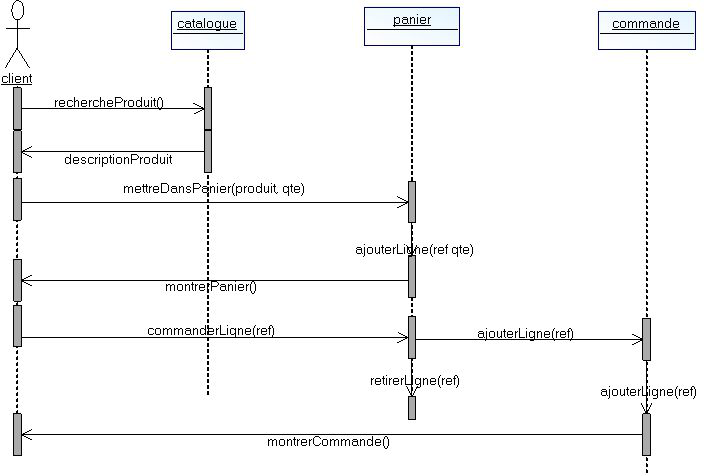 catalogue
panier
commande
client
rechercheProduit()
descriptionProduit
mettreDansPanier(produit, qte)
ajouterLigne(ref qte)
montrerPanier()
commanderLigne(ref)
ajouterLigne(ref)
retirerLigne(ref)
ajouterLigne(ref)
montrerCommande()